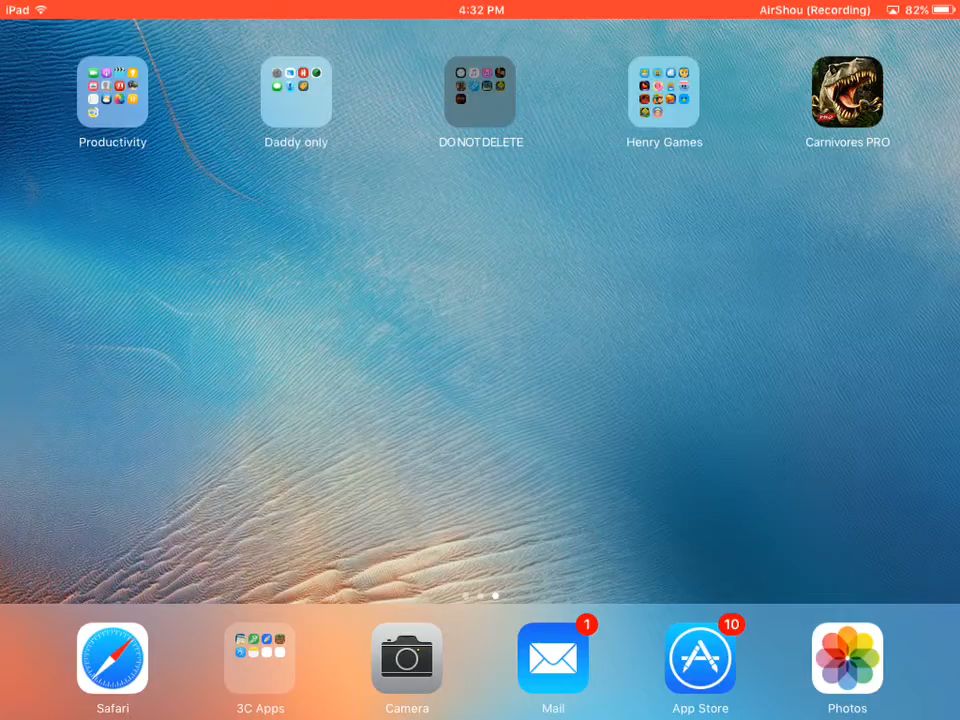 iPad 4:32 PM AirShou (Recording) 82%
Productivity Daddy only DO NOT DELETE Henry Games Carnivores PRO
PRO
1 10
Safari 3C Apps Camera Mail App Store Photos